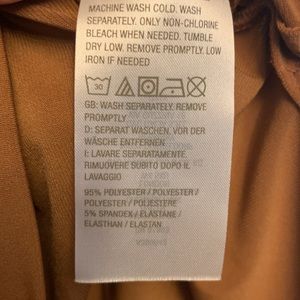 MACHINE WASH COLD. WASH
SEPARATELY. ONLY NON-CHLORINE
BLEACH WHEN NEEDED. TUMBLE
DRY LOW. REMOVE PROMPTLY. LOW
IRON IF NEEDED
30
GB: WASH SEPARATELY. REMOVE
PROMPTLY
D: SEPARAT WASCHEN, VOR DER
WÄSCHE ENTFERNEN
I: LAVARE SEPARATAMENTE.
RIMUOVERE SUBITO DOPO IL
LAVAGGIO
95% POLYESTER / POLYESTER /
POLYESTER / POLIESTERE
5% SPANDEX / ELASTANE /
ELASTHAN / ELASTAN